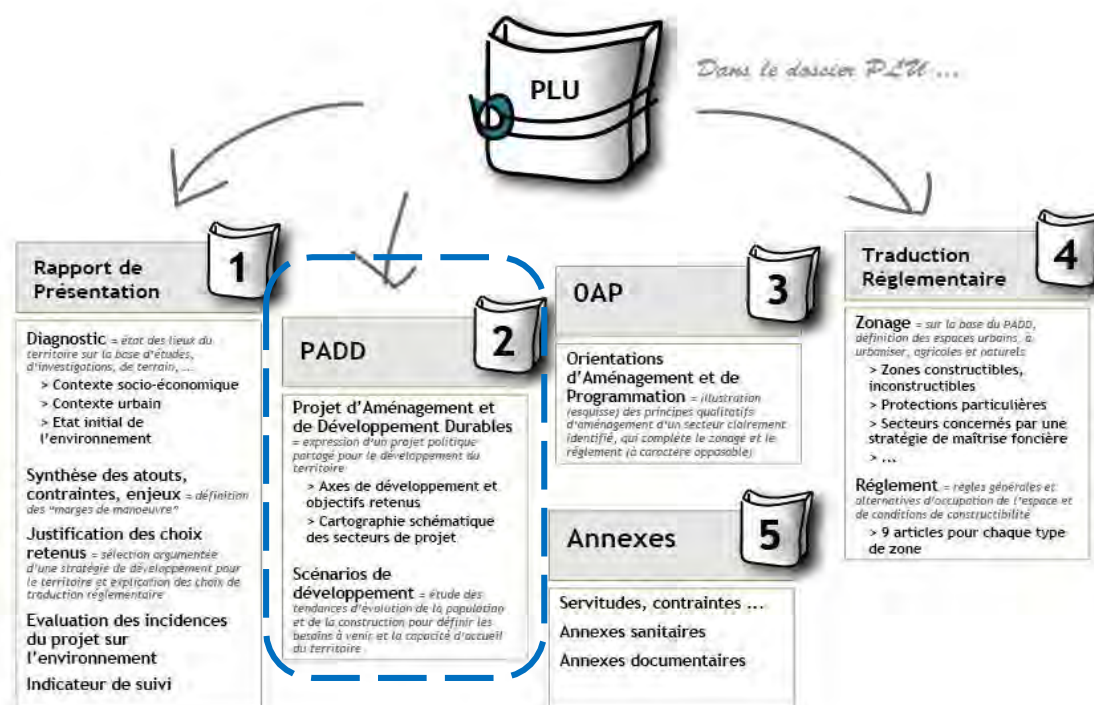 PLU
Dans le dossier PLU ...
1
Rapport de
Présentation
Diagnostic = état des lieux du
territoire sur la base d'études,
d'investigations, de terrain, ...
> Contexte socio-économique
> Contexte urbain
> Etat initial de
l'environnement
Synthèse des atouts,
contraintes, enjeux = définition
des "marges de manoeuvre"
Justification des choix
retenus = sélection argumentée
d'une stratégie de développement pour
le territoire et explication des choix de
traduction réglementaire
Evaluation des incidences
du projet sur
l'environnement
Indicateur de suivi
2
PADD
Projet d'Aménagement et
de Développement Durables
= expression d'un projet politique
partagé pour le développement du
territoire
> Axes de développement et
objectifs retenus
> Cartographie schématique
des secteurs de projet
Scénarios de
développement = étude des
tendances d'évolution de la population
et de la construction pour définir les
besoins à venir et la capacité d'accueil
du territoire
3
OAP
Orientations
d'Aménagement et de
Programmation = illustration
(esquisse) des principes qualitatifs
d'aménagement d'un secteur clairement
identifié, qui complète le zonage et le
réglement (à caractère opposable)
5
Annexes
Servitudes, contraintes ...
Annexes sanitaires
Annexes documentaires
4
Traduction
Réglementaire
Zonage = sur la base du PADD,
définition des espaces urbains, à
urbaniser, agricoles et naturels
> Zones constructibles,
inconstructibles
> Protections particulières
> Secteurs concernés par une
stratégie de maîtrise foncière
> ...
Réglement = règles générales et
alternatives d'occupation de l'espace et
de conditions de constructibilité
> 9 articles pour chaque type
de zone